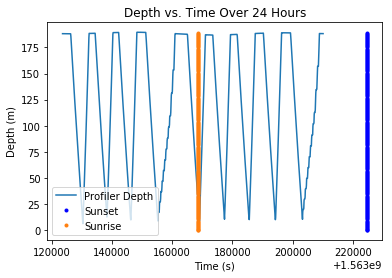 Depth vs. Time Over 24 Hours
Depth (m)
175
150
125
100
75
50
25
0
Profiler Depth
Sunset
Sunrise
120000 140000 160000 180000 200000 220000
Time (s)
+1.563e9